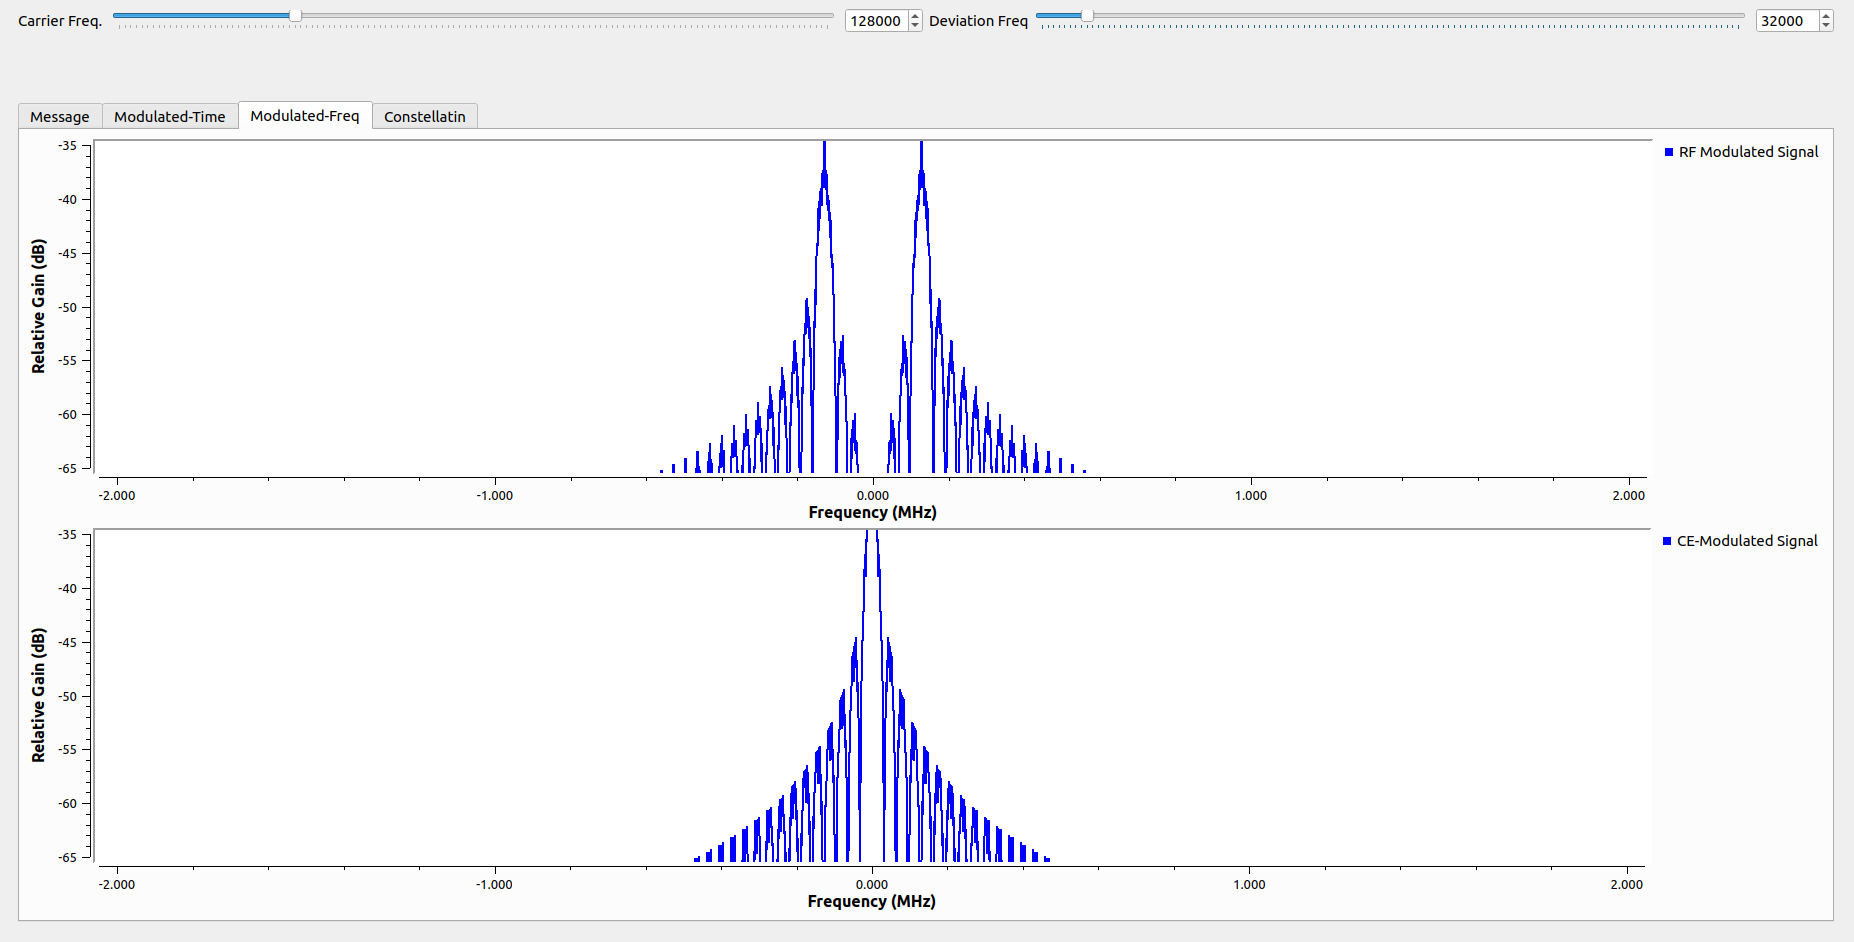 Carrier Freq. 128000 Deviation Freq 32000
Message Modulated-Time Modulated-Freq Constellatin
RF Modulated Signal
Relative Gain (dB)
-35
-40
-45
-50
-55
-60
-65
-2.000 -1.000 0.000 1.000 2.000
Frequency (MHz)
CE-Modulated Signal
Relative Gain (dB)
-35
-40
-45
-50
-55
-60
-65
-2.000 -1.000 0.000 1.000 2.000
Frequency (MHz)